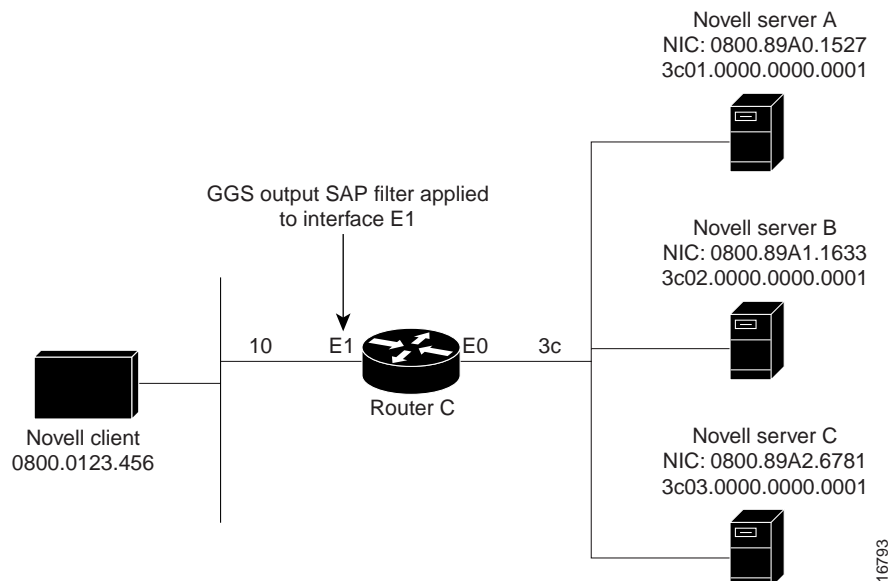 Novell server A
NIC: 0800.89A0.1527
3c01.0000.0000.0001
GGS output SAP filter applied
to interface E1
Novell server B
NIC: 0800.89A1.1633
3c02.0000.0000.0001
10
E1
E0
3c
Router C
Novell client
0800.0123.456
Novell server C
NIC: 0800.89A2.6781
3c03.0000.0000.0001
16793